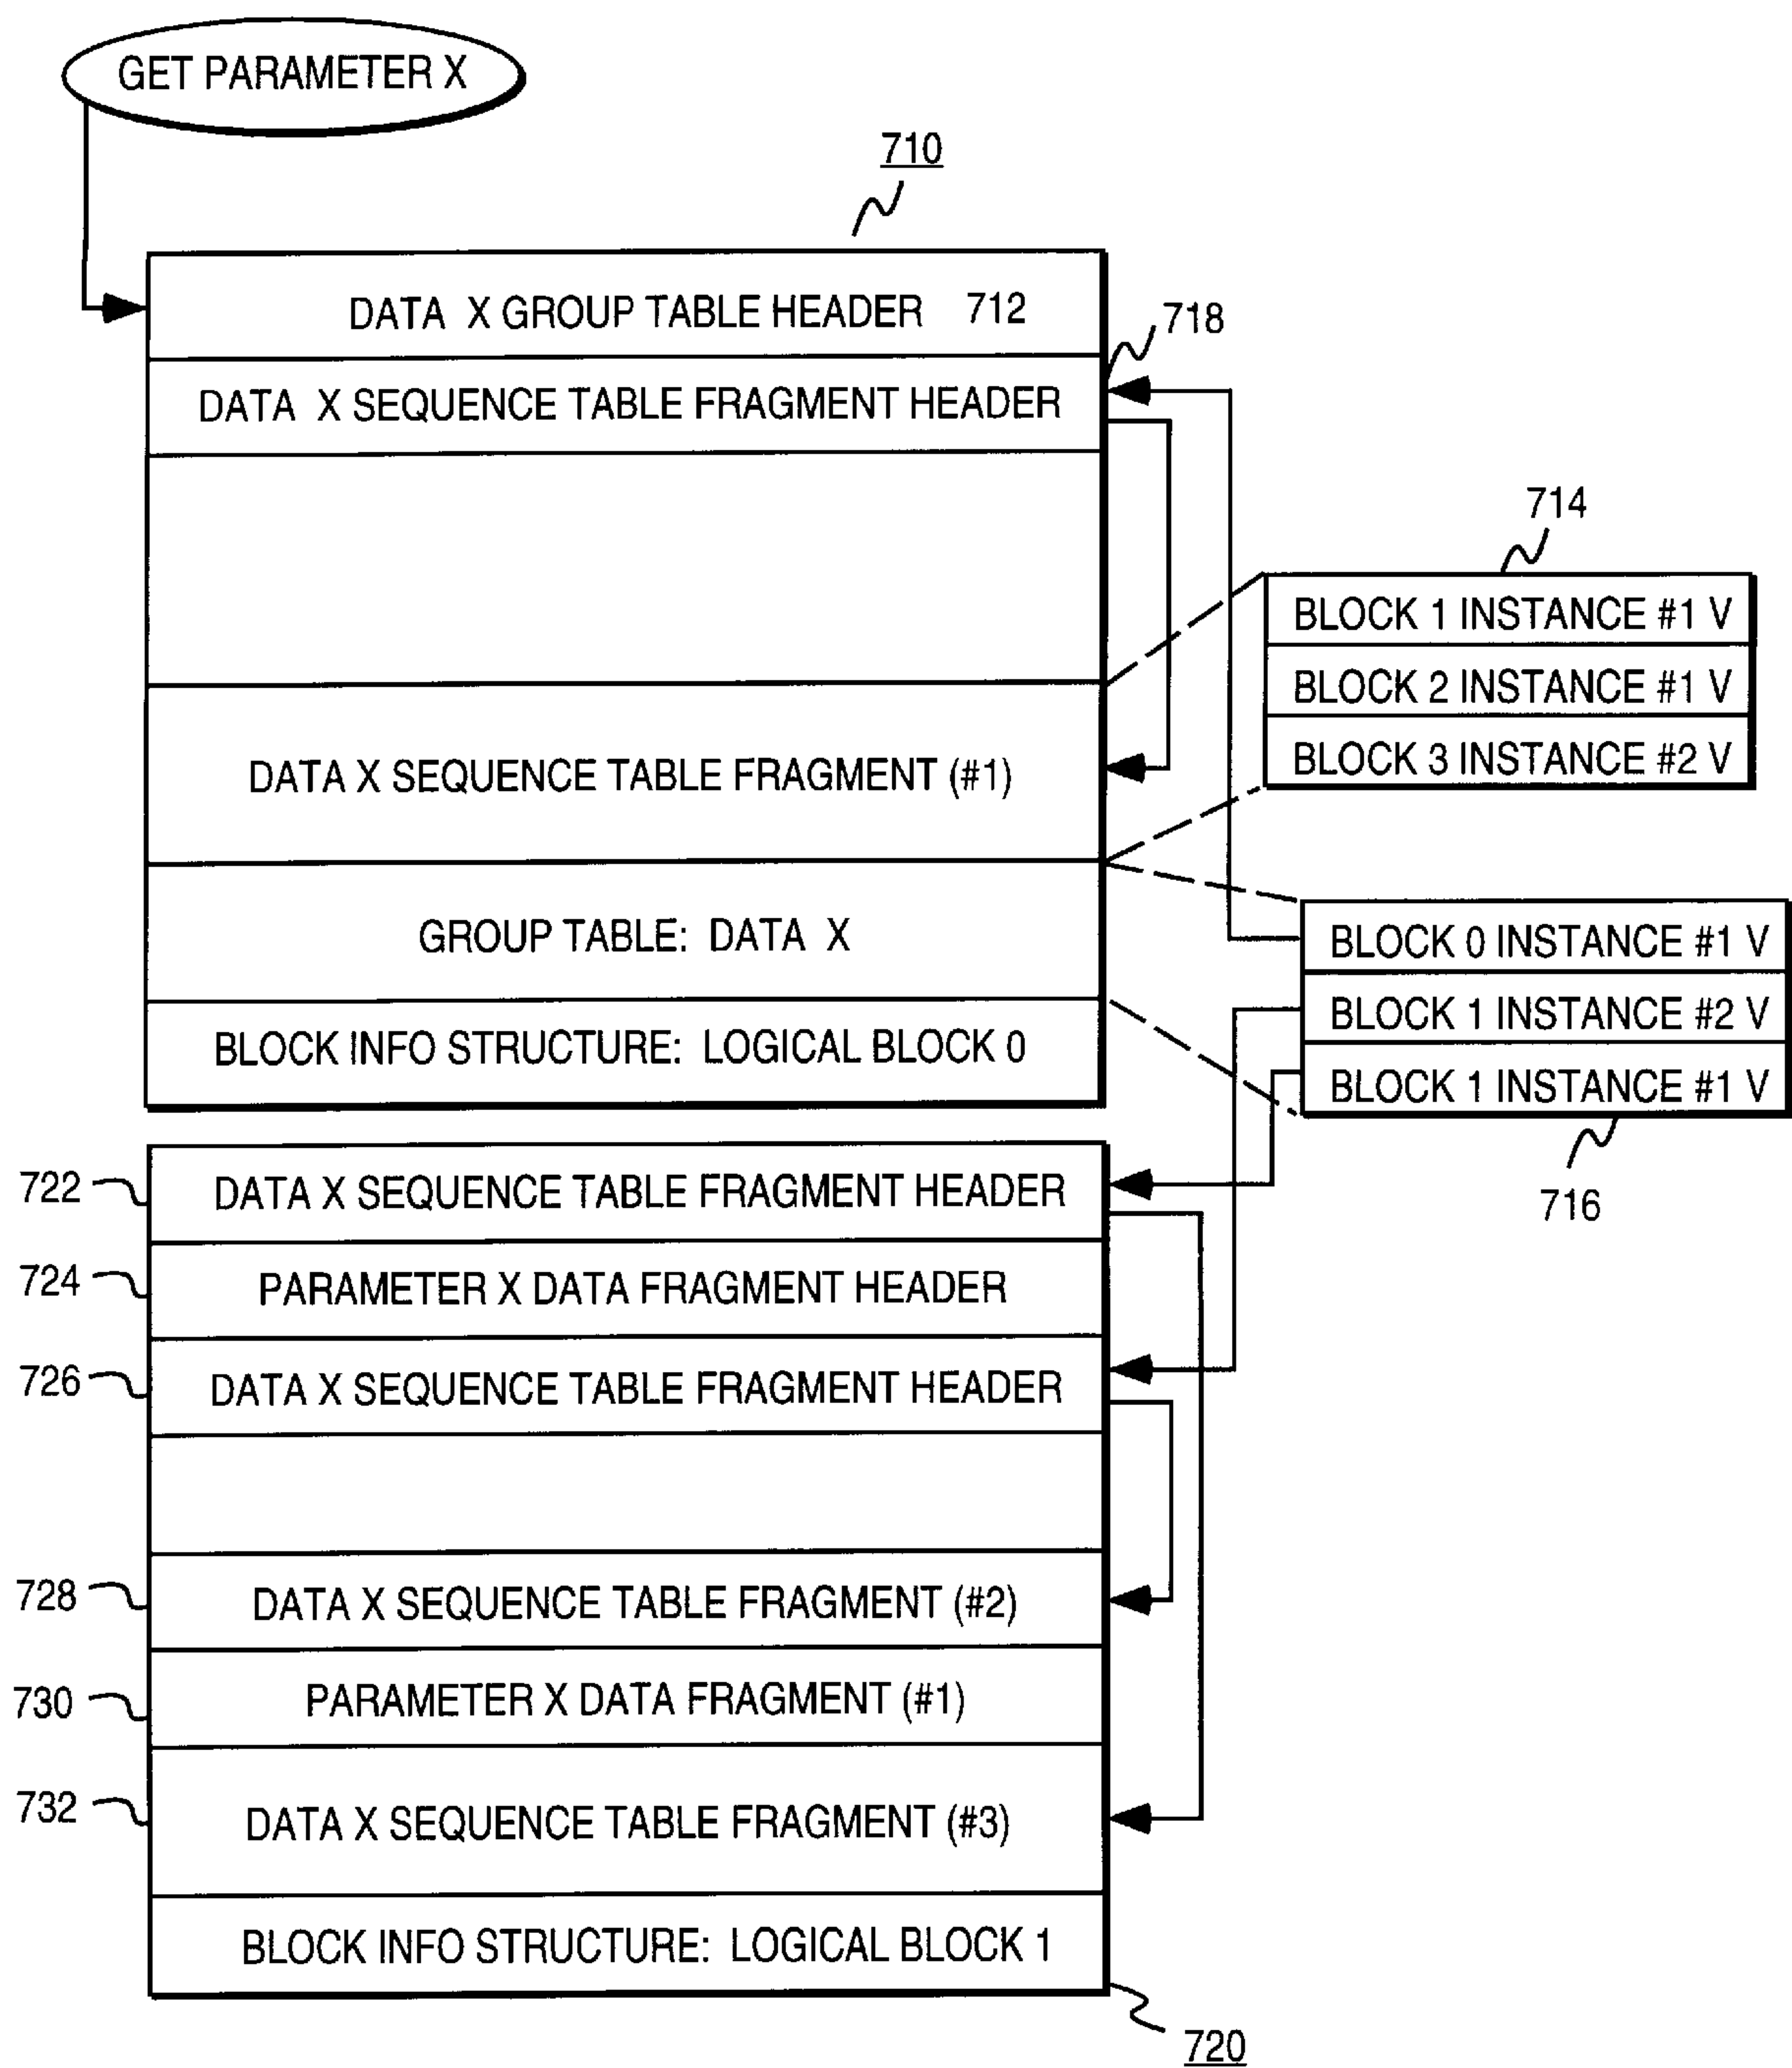 GET PARAMETER X
710
DATA X GROUP TABLE HEADER 712
718
DATA X SEQUENCE TABLE FRAGMENT HEADER
714
BLOCK 1 INSTANCE #1 V
BLOCK 2 INSTANCE #1 V
BLOCK 3 INSTANCE #2 V
DATA X SEQUENCE TABLE FRAGMENT (#1)
GROUP TABLE: DATA X
BLOCK 0 INSTANCE #1 V
BLOCK 1 INSTANCE #2 V
BLOCK 1 INSTANCE #1 V
716
BLOCK INFO STRUCTURE: LOGICAL BLOCK 0
722
DATA X SEQUENCE TABLE FRAGMENT HEADER
724
PARAMETER X DATA FRAGMENT HEADER
726
DATA X SEQUENCE TABLE FRAGMENT HEADER
728
DATA X SEQUENCE TABLE FRAGMENT (#2)
730
PARAMETER X DATA FRAGMENT (#1)
732
DATA X SEQUENCE TABLE FRAGMENT (#3)
BLOCK INFO STRUCTURE: LOGICAL BLOCK 1
720